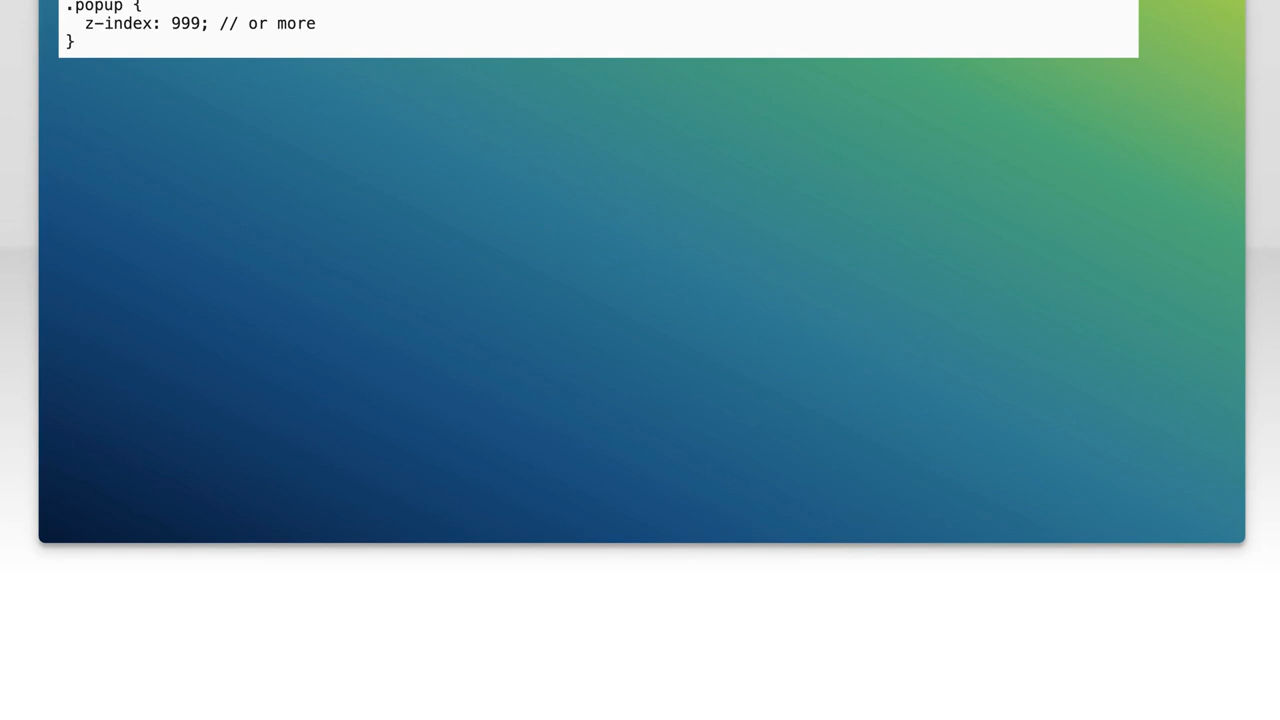 .popup {
  z-index: 999; // or more
}